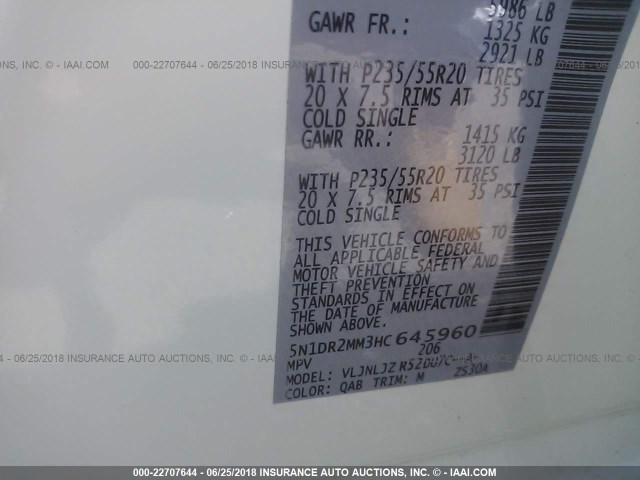 5986 LB
GAWR FR.: 1325 KG
2921 LB
WITH P235/55R20 TIRES
20 X 7.5 RIMS AT 35 PSI
COLD SINGLE
GAWR RR.: 1415 KG
3120 LB
WITH P235/55R20 TIRES
20 X 7.5 RIMS AT 35 PSI
COLD SINGLE
THIS VEHICLE CONFORMS TO
ALL APPLICABLE FEDERAL
MOTOR VEHICLE SAFETY AND
THEFT PREVENTION
STANDARDS IN EFFECT ON
THE DATE OF MANUFACTURE
SHOWN ABOVE.
5N1DR2MM3HC645960
MPV 206
MODEL: VLJNLJZ
COLOR: QAB TRIM: M ZS30A
000-22707644 - 06/25/2018 INSURANCE AUTO AUCTIONS, INC. - © - IAAI.COM